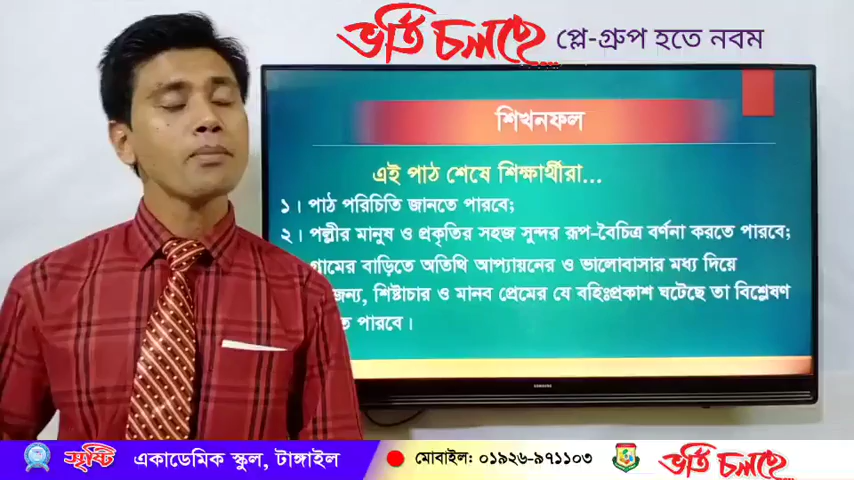 ভর্তি চলছে প্লে-গ্রুপ হতে নবম
শিখনফল
এই পাঠ শেষে শিক্ষার্থীরা...
১। পাঠ পরিচিতি জানতে পারবে;
২। পল্লীর মানুষ ও প্রকৃতির সহজ সুন্দর রূপ-বৈচিত্র বর্ণনা করতে পারবে;
গ্রামের বাড়িতে অতিথি আপ্যায়নের ও ভালোবাসার মধ্য দিয়ে
জন্য, শিষ্টাচার ও মানব প্রেমের যে বহিঃপ্রকাশ ঘটেছে তা বিশ্লেষণ
পারবে।
SAMSUNG
সৃষ্টি একাডেমিক স্কুল, টাঙ্গাইল মোবাইল: ০১৯২৬-৯৭১১০৩ ভর্তি চলছে